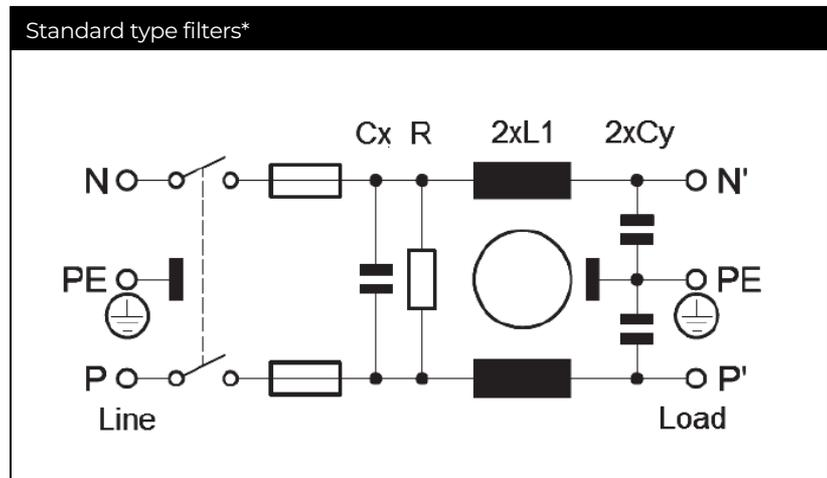 Standard type filters*
Cx R 2xL1 2xCy
N N'
PE PE
P P'
Line Load